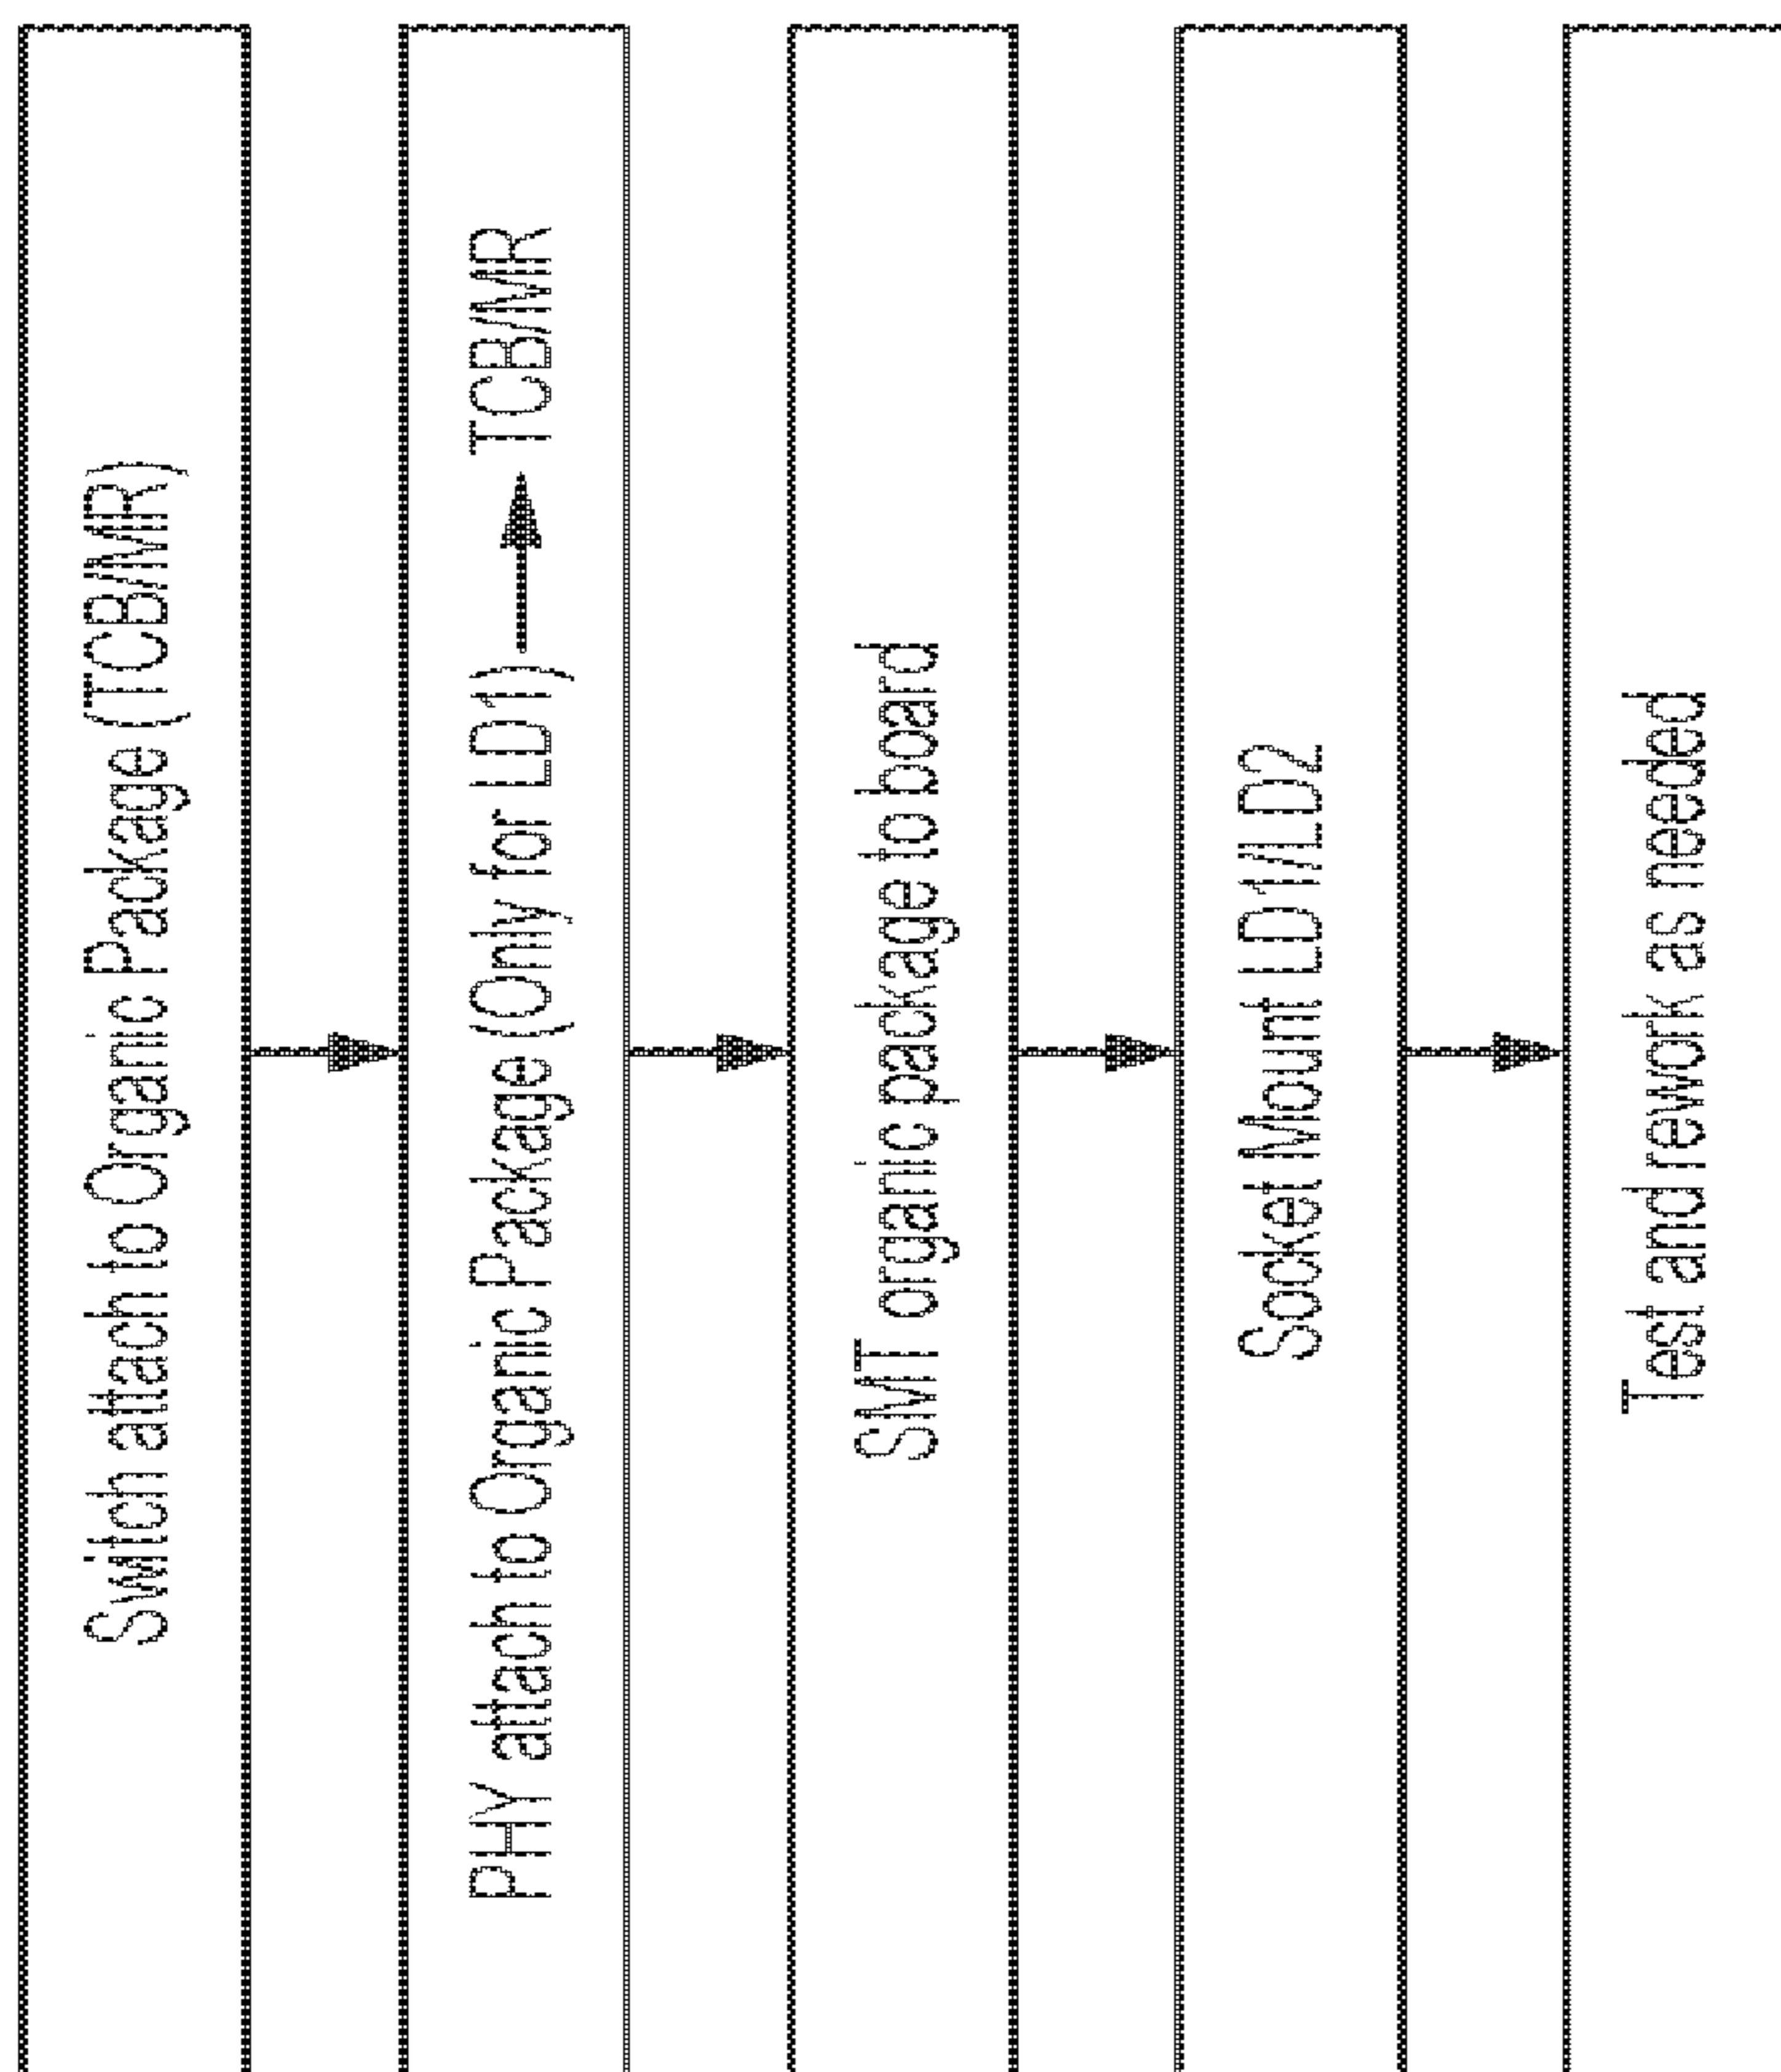 Switch attach to Organic Package (TCB/MR)
PHY attach to Organic Package (Only for LD1) → TCB/MR
SMT organic package to board
Socket Mount LD1/LD2
Test and rework as needed